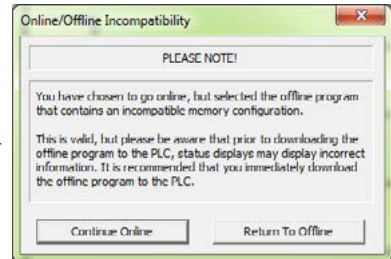 Online/Offline Incompatibility
PLEASE NOTE!
You have chosen to go online, but selected the offline program
that contains an incompatible memory configuration.
This is valid, but please be aware that prior to downloading the
offline program to the PLC, status displays may display incorrect
information. It is recommended that you immediately download
the offline program to the PLC.
Continue Online
Return To Offline